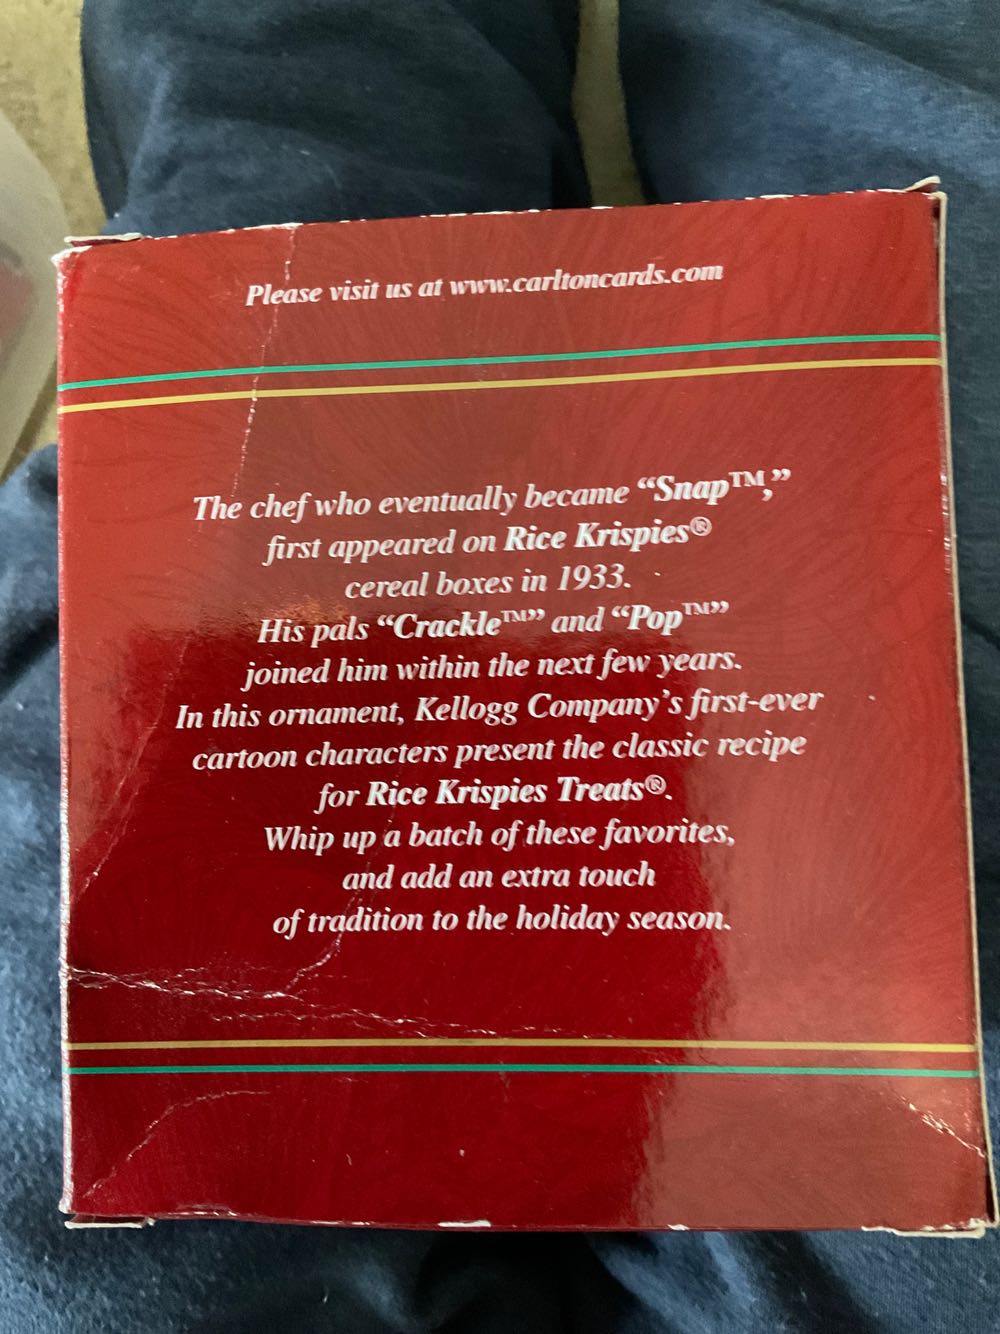 Please visit us at www.carltoncards.com
The chef who eventually became “Snap™,”
first appeared on Rice Krispies®
cereal boxes in 1933.
His pals “Crackle™” and “Pop™”
joined him within the next few years.
In this ornament, Kellogg Company’s first-ever
cartoon characters present the classic recipe
for Rice Krispies Treats®.
Whip up a batch of these favorites,
and add an extra touch
of tradition to the holiday season.